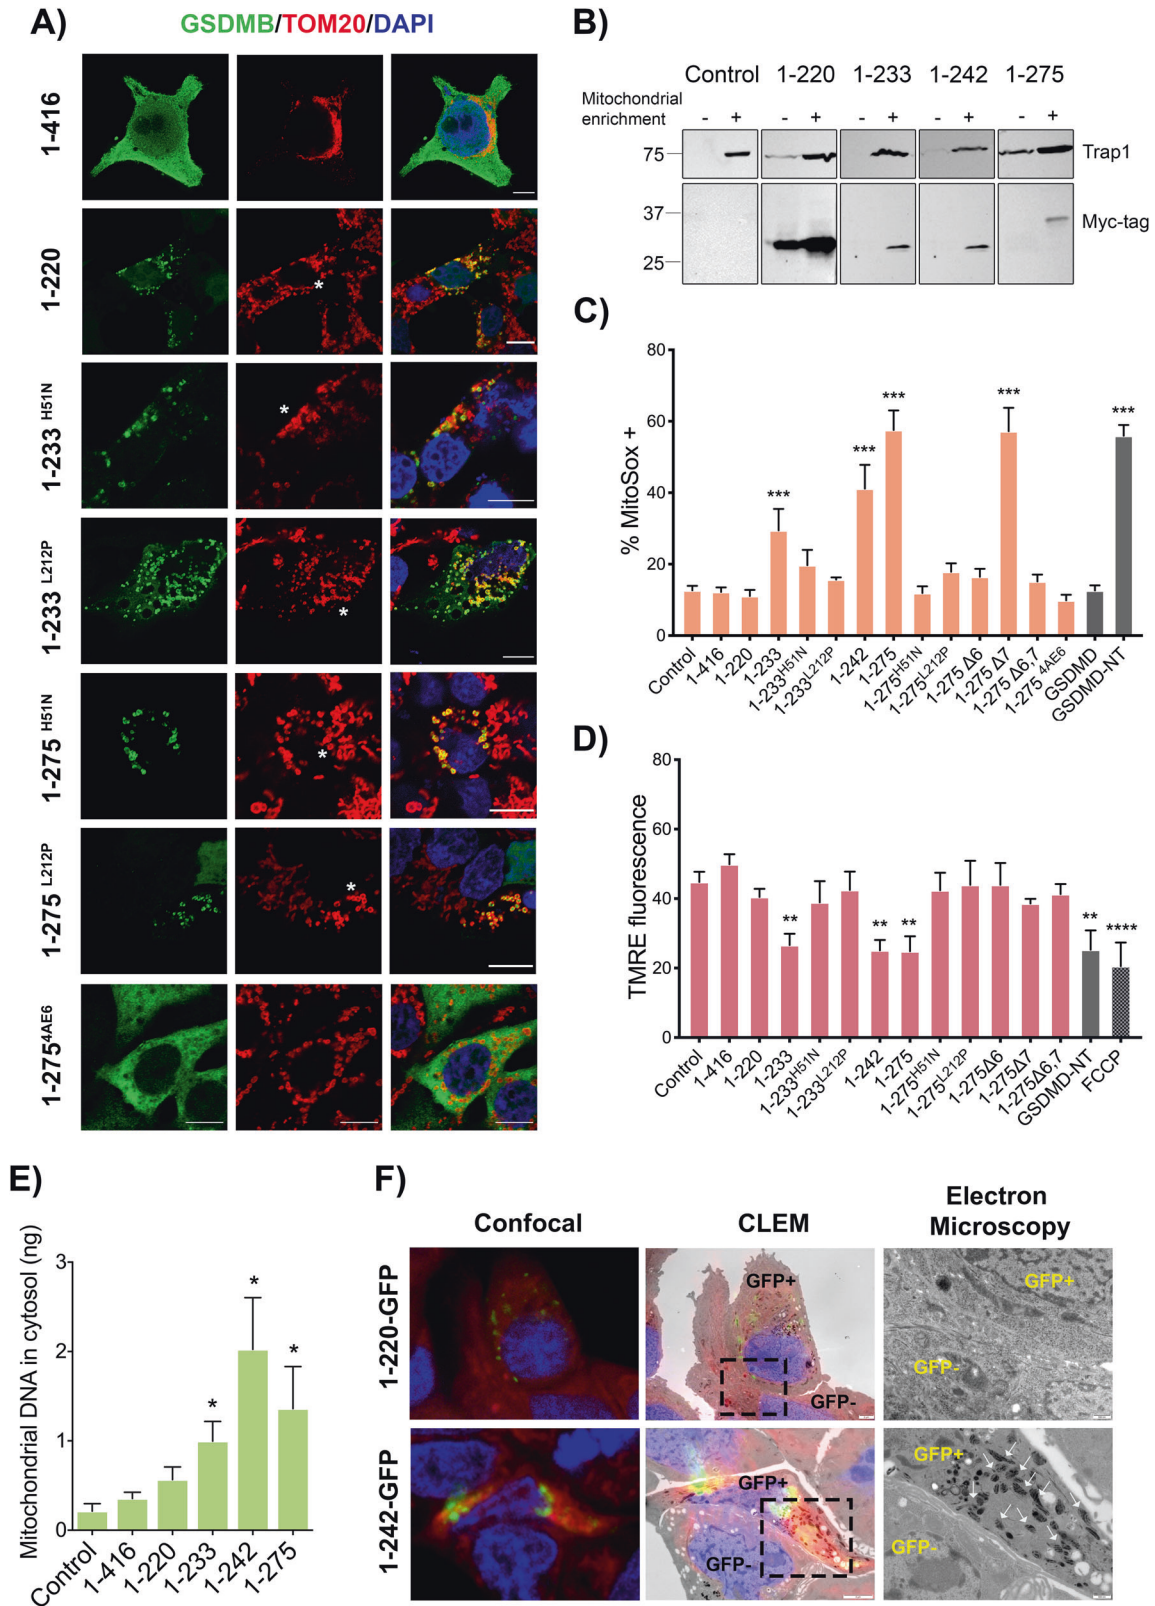 A)
GSDMB/TOM20/DAPI
1-416
1-220
1-233 H51N
1-233 L212P
1-275 H51N
1-275 L212P
1-275 4AE6
*
*
*
*
*
B)
Control 1-220 1-233 1-242 1-275
Mitochondrial
enrichment
- + - + - + - + - +
75
Trap1
37
Myc-tag
25
C)
% MitoSox +
80
60
40
20
0
***
***
***
***
***
Control
1-416
1-220
1-233
1-233H51N
1-233L212P
1-242
1-275
1-275H51N
1-275L212P
1-275 Δ6
1-275 Δ7
1-275 Δ6,7
1-275 4AE6
GSDMD
GSDMD-NT
D)
TMRE fluorescence
80
60
40
20
0
**
**
**
**
****
Control
1-416
1-220
1-233
1-233H51N
1-233L212P
1-242
1-275
1-275H51N
1-275L212P
1-275Δ6
1-275Δ7
1-275Δ6,7
GSDMD-NT
FCCP
E)
Mitochondrial DNA in cytosol (ng)
3
2
1
0
*
*
*
Control
1-416
1-220
1-233
1-242
1-275
F)
Confocal
CLEM
Electron
Microscopy
1-220-GFP
GFP+
GFP-
GFP+
GFP-
1-242-GFP
GFP+
GFP-
GFP+
GFP-